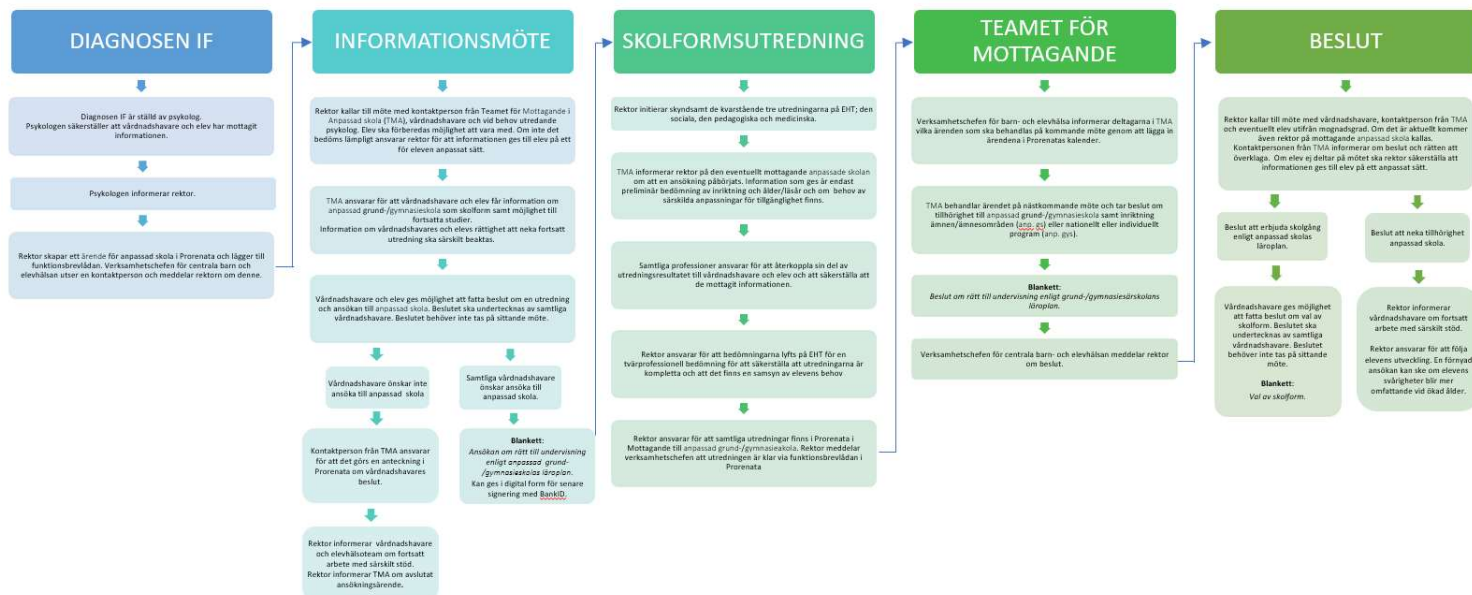 DIAGNOSEN IF
Diagnosen IF är ställd av psykolog.
Psykologen säkerställer att vårdnadshavare och elev har mottagit
informationen.
Psykologen informerar rektor.
Rektor skapar ett ärende för anpassad skola i Prorenata och lägger till
funktionsbrevlådan. Verksamhetschefen för centrala barn och
elevhälsan utser en kontaktperson och meddelar rektorn om denne.
INFORMATIONSMÖTE
Rektor kallar till möte med kontaktperson från Teamet för Mottagande i
Anpassad skola (TMA), vårdnadshavare och vid behov utredande
psykolog. Elev ska förberedas möjlighet att vara med. Om inte det
bedöms lämpligt ansvarar rektor för att informationen ges till elev på ett
för eleven anpassat sätt.
TMA ansvarar för att vårdnadshavare och elev får information om
anpassad grund-/gymnasieskola som skolform samt möjlighet till
fortsatta studier.
Information om vårdnadshavares och elevs rättighet att neka fortsatt
utredning ska särskilt beaktas.
Vårdnadshavare och elev ges möjlighet att fatta beslut om en utredning
och ansökan till anpassad skola. Beslutet ska undertecknas av samtliga
vårdnadshavare. Beslutet behöver inte tas på sittande möte.
Vårdnadshavare önskar inte
ansöka till anpassad skola
Kontaktperson från TMA ansvarar
för att det görs en anteckning i
Prorenata om vårdnadshavares
beslut.
Rektor informerar vårdnadshavare
och elevhälsoteam om fortsatt
arbete med särskilt stöd.
Rektor informerar TMA om avslutat
ansökningsärende.
Samtliga vårdnadshavare
önskar ansöka till
anpassad skola.
Blankett:
Ansökan om rätt till undervisning
enligt anpassad grund-
/gymnasieskolas läroplan.
Kan ges i digital form för senare
signering med BankID.
SKOLFORMSUTREDNING
Rektor initierar skyndsamt de kvarstående tre utredningarna på EHT; den
sociala, den pedagogiska och medicinska.
TMA informerar rektor på den eventuellt mottagande anpassade skolan
om att en ansökning påbörjats. Information som ges är endast
preliminär bedömning av inriktning och ålder/läsår och om behov av
särskilda anpassningar för tillgänglighet finns.
Samtliga professioner ansvarar för att återkoppla sin del av
utredningsresultatet till vårdnadshavare och elev och att säkerställa att
de mottagit informationen.
Rektor ansvarar för att bedömningarna lyfts på EHT för en
tvärprofessionell bedömning för att säkerställa att utredningarna är
kompletta och att det finns en samsyn av elevens behov
Rektor ansvarar för att samtliga utredningar finns i Prorenata i
Mottagande till anpassad grund-/gymnasieakola. Rektor meddelar
verksamhetschefen att utredningen är klar via funktionsbrevlådan i
Prorenata
TEAMET FÖR
MOTTAGANDE
Verksamhetschefen för barn- och elevhälsa informerar deltagarna i TMA
vilka ärenden som ska behandlas på kommande möte genom att lägga in
ärendena i Prorenatas kalender.
TMA behandlar ärendet på nästkommande möte och tar beslut om
tillhörighet till anpassad grund-/gymnasieskola samt inriktning
ämnen/ämnesområden (anp. gs) eller nationellt eller individuellt
program (anp. gys).
Blankett:
Beslut om rätt till undervisning enligt grund-/gymnasiesärskolans
läroplan.
Verksamhetschefen för centrala barn- och elevhälsan meddelar rektor
om beslut.
BESLUT
Rektor kallar till möte med vårdnadshavare, kontaktperson från TMA
och eventuellt elev utifrån mognadsgrad. Om det är aktuellt kommer
även rektor på mottagande anpassad skola kallas.
Kontaktpersonen från TMA informerar om beslut och rätten att
överklaga. Om elev ej deltar på mötet ska rektor säkerställa att
informationen ges till elev på ett anpassat sätt.
Beslut att erbjuda skolgång
enligt anpassad skolas
läroplan.
Vårdnadshavare ges möjlighet
att fatta beslut om val av
skolform. Beslutet ska
undertecknas av samtliga
vårdnadshavare. Beslutet
behöver inte tas på sittande
möte.
Blankett:
Val av skolform.
Beslut att neka tillhörighet
anpassad skola.
Rektor informerar
vårdnadshavare om fortsatt
arbete med särskilt stöd.
Rektor ansvarar för att följa
elevens utveckling. En förnyad
ansökan kan ske om elevens
svårigheter blir mer
omfattande vid ökad ålder.